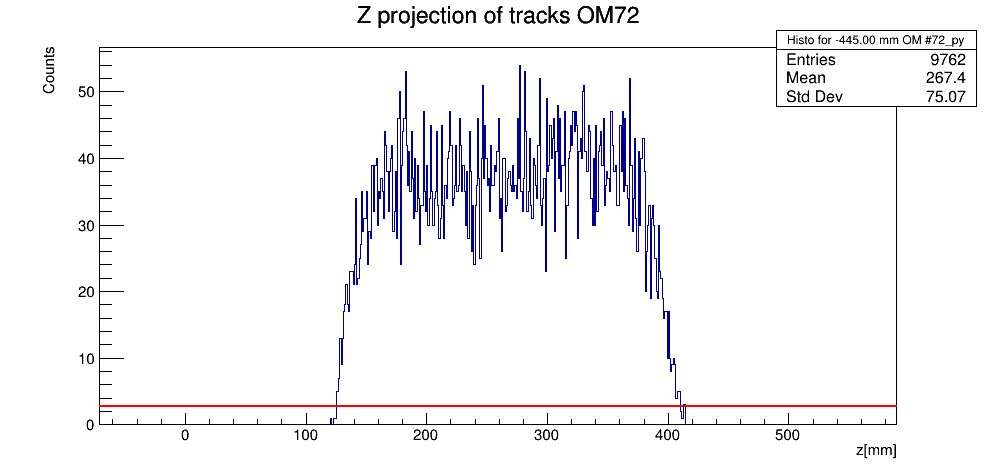 Z projection of tracks OM72
Histo for -445.00 mm OM #72_py
Entries 9762
Mean 267.4
Std Dev 75.07
Counts
50
40
30
20
10
0
0 100 200 300 400 500
z[mm]